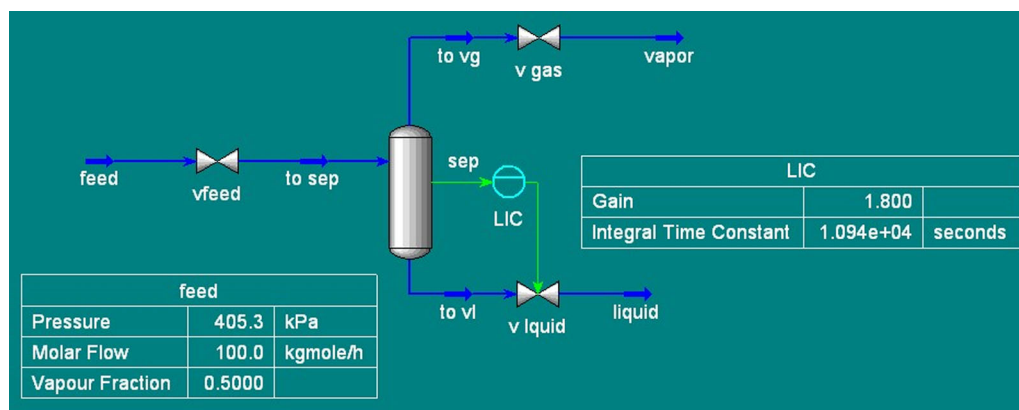 to vg
v gas
vapor
feed
vfeed
to sep
sep
LIC
LIC
Gain 1.800
Integral Time Constant 1.094e+04 seconds
feed
Pressure 405.3 kPa
Molar Flow 100.0 kgmole/h
Vapour Fraction 0.5000
to vl
v lquid
liquid